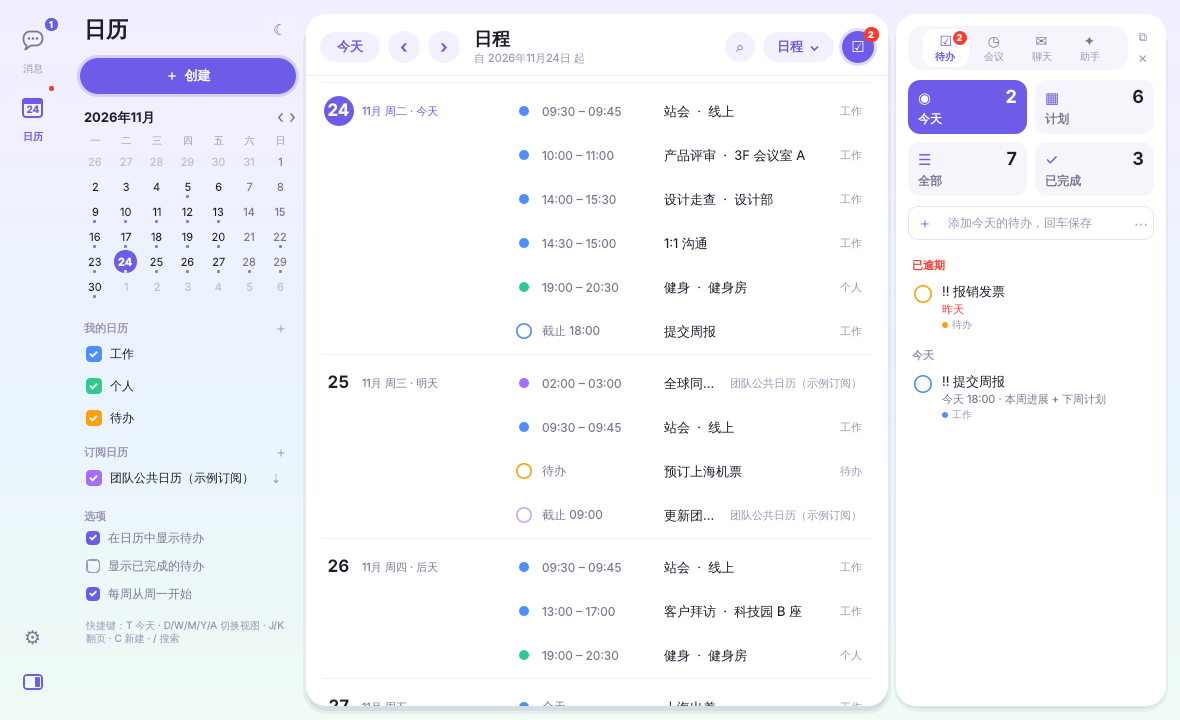 1
消息
24
日历
日历
+ 创建
2026年11月
一 二 三 四 五 六 日
26 27 28 29 30 31 1
2 3 4 5 6 7 8
9 10 11 12 13 14 15
16 17 18 19 20 21 22
23 24 25 26 27 28 29
30 1 2 3 4 5 6
我的日历 +
工作
个人
待办
订阅日历 +
团队公共日历（示例订阅）
选项
在日历中显示待办
显示已完成的待办
每周从周一开始
快捷键：T 今天 · D/W/M/Y/A 切换视图 · J/K
翻页 · C 新建 · / 搜索
今天
日程
自 2026年11月24日 起
日程
2
24 11月 周二 · 今天
09:30 – 09:45 站会 · 线上 工作
10:00 – 11:00 产品评审 · 3F 会议室 A 工作
14:00 – 15:30 设计走查 · 设计部 工作
14:30 – 15:00 1:1 沟通 工作
19:00 – 20:30 健身 · 健身房 个人
截止 18:00 提交周报 工作
25 11月 周三 · 明天
02:00 – 03:00 全球同... 团队公共日历（示例订阅）
09:30 – 09:45 站会 · 线上 工作
待办 预订上海机票 待办
截止 09:00 更新团... 团队公共日历（示例订阅）
26 11月 周四 · 后天
09:30 – 09:45 站会 · 线上 工作
13:00 – 17:00 客户拜访 · 科技园 B 座 工作
19:00 – 20:30 健身 · 健身房 个人
27 11月 周五
2
待办 会议 聊天 助手
2
今天
6
计划
7
全部
3
已完成
+ 添加今天的待办，回车保存 ···
已逾期
!! 报销发票
昨天
待办
今天
!! 提交周报
今天 18:00 · 本周进展 + 下周计划
工作